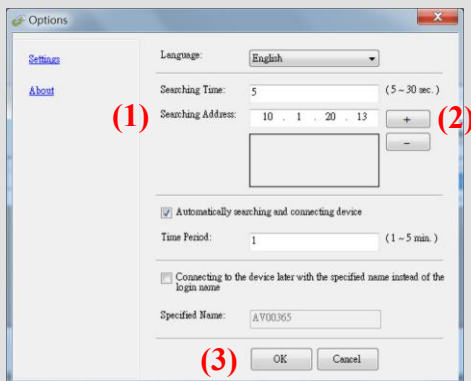 Options
X
Settings
About
Language:
English
Searching Time:
5
(5 ~ 30 sec.)
(1)
Searching Address:
10 . 1 . 20 . 13
+
(2)
−
Automatically searching and connecting device
Time Period:
1
(1 ~ 5 min.)
Connecting to the device later with the specified name instead of the
login name
Specified Name:
AV00365
(3)
OK
Cancel